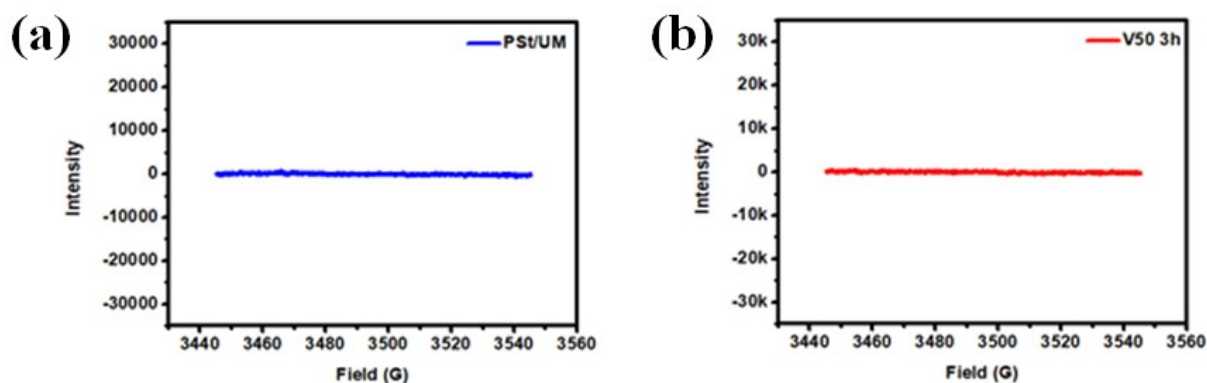 (a)
PSt/UM
30000
20000
10000
0
-10000
-20000
-30000
Intensity
3440 3460 3480 3500 3520 3540 3560
Field (G)
(b)
V50 3h
30k
20k
10k
0
-10k
-20k
-30k
Intensity
3440 3460 3480 3500 3520 3540 3560
Field (G)